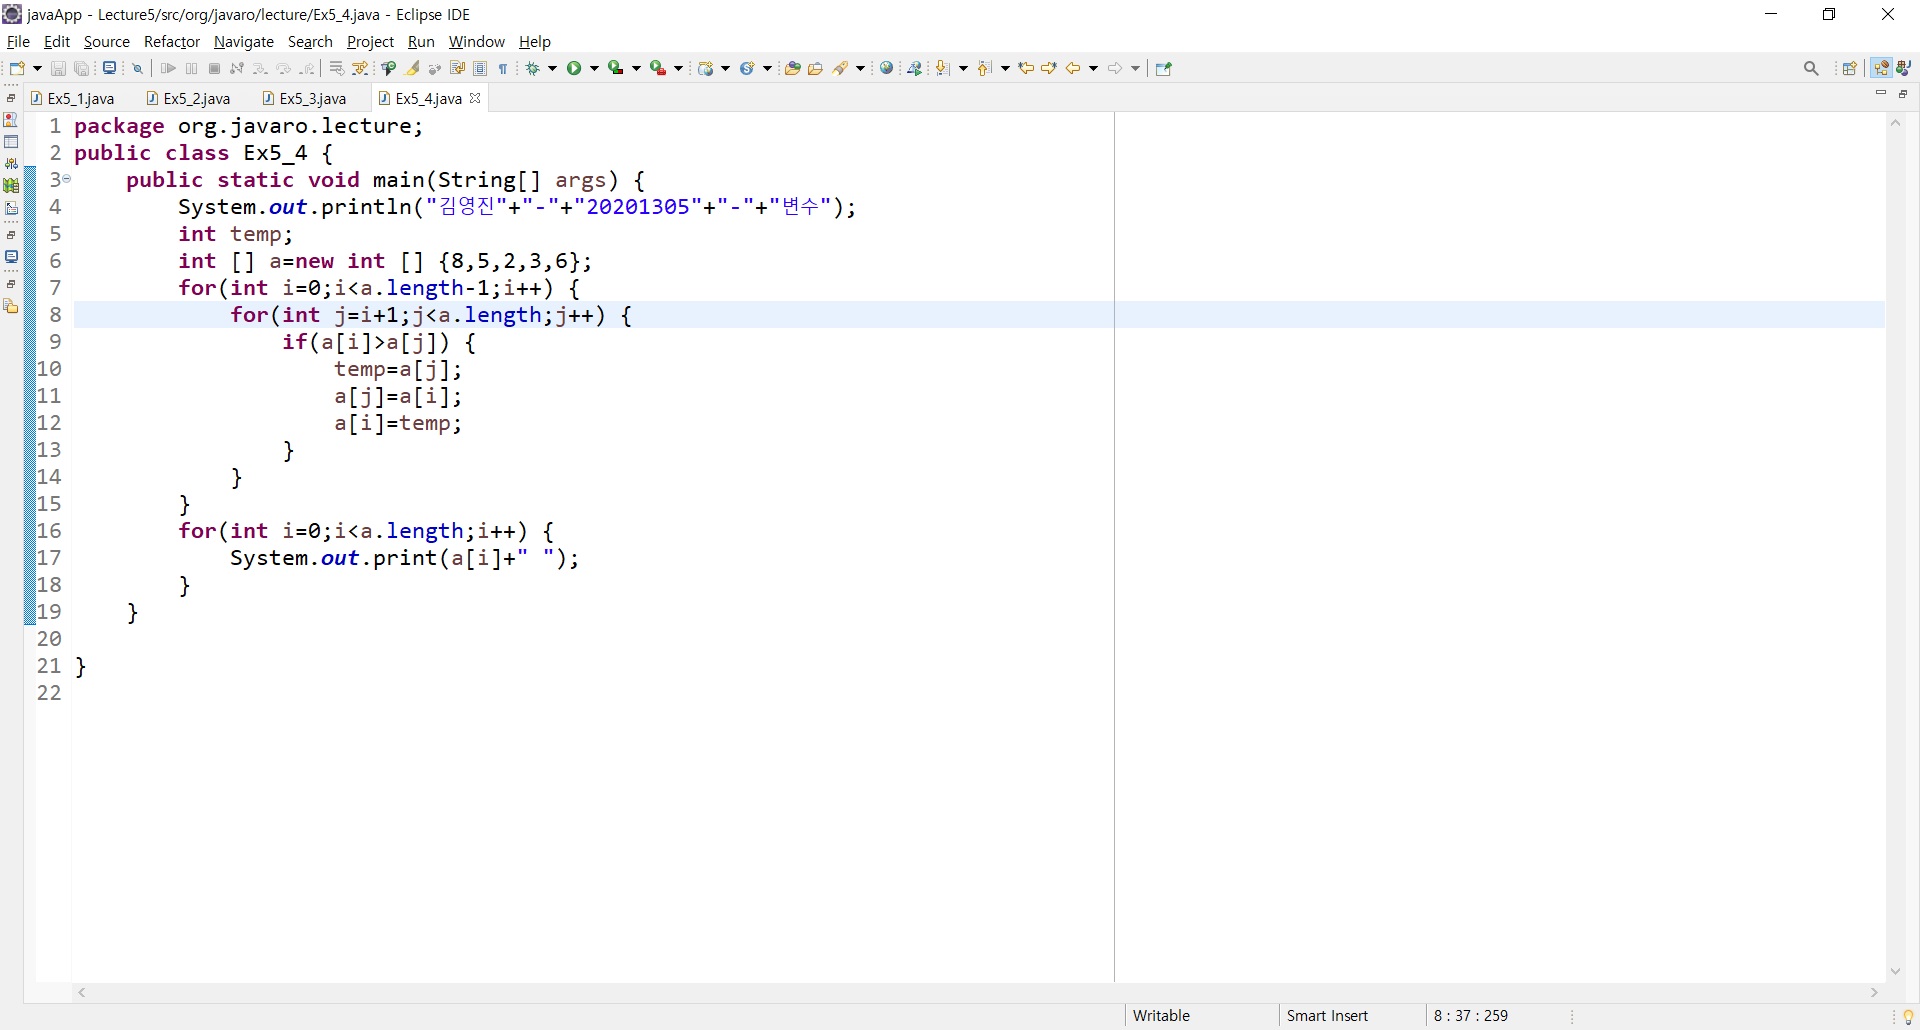 javaApp - Lecture5/src/org/javaro/lecture/Ex5_4.java - Eclipse IDE
File Edit Source Refactor Navigate Search Project Run Window Help
Ex5_1.java Ex5_2.java Ex5_3.java Ex5_4.java
1 package org.javaro.lecture;
2 public class Ex5_4 {
3 public static void main(String[] args) {
4 System.out.println("김영진"+"-"+"20201305"+"-"+"변수");
5 int temp;
6 int [] a=new int [] {8,5,2,3,6};
7 for(int i=0;i<a.length-1;i++) {
8 for(int j=i+1;j<a.length;j++) {
9 if(a[i]>a[j]) {
10 temp=a[j];
11 a[j]=a[i];
12 a[i]=temp;
13 }
14 }
15 }
16 for(int i=0;i<a.length;i++) {
17 System.out.print(a[i]+" ");
18 }
19 }
20
21 }
22
Writable Smart Insert 8 : 37 : 259